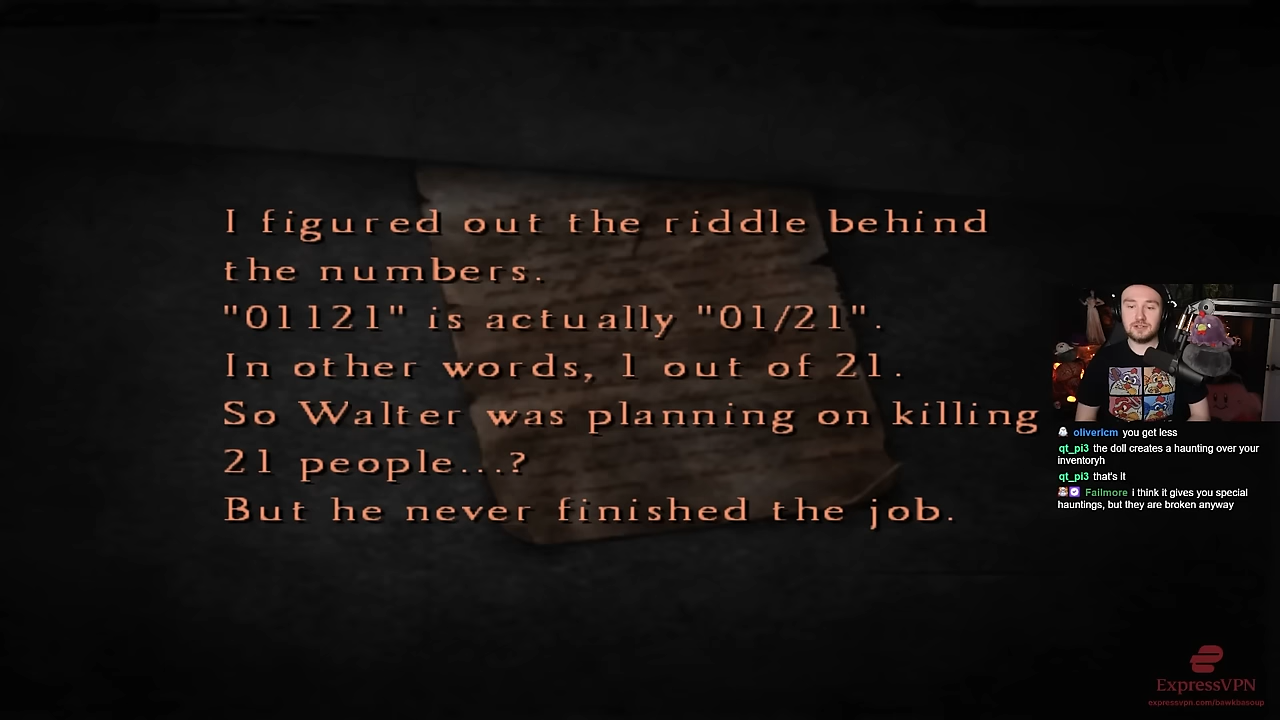 I figured out the riddle behind
the numbers.
"01121" is actually "01/21".
In other words, 1 out of 21.
So Walter was planning on killing
21 people...?
But he never finished the job.
olivericm you get less
qt_pi3 the doll creates a haunting over your
inventoryh
qt_pi3 that's it
Failmore i think it gives you special
hauntings, but they are broken anyway
ExpressVPN
expressvpn.com/bawkbasoup